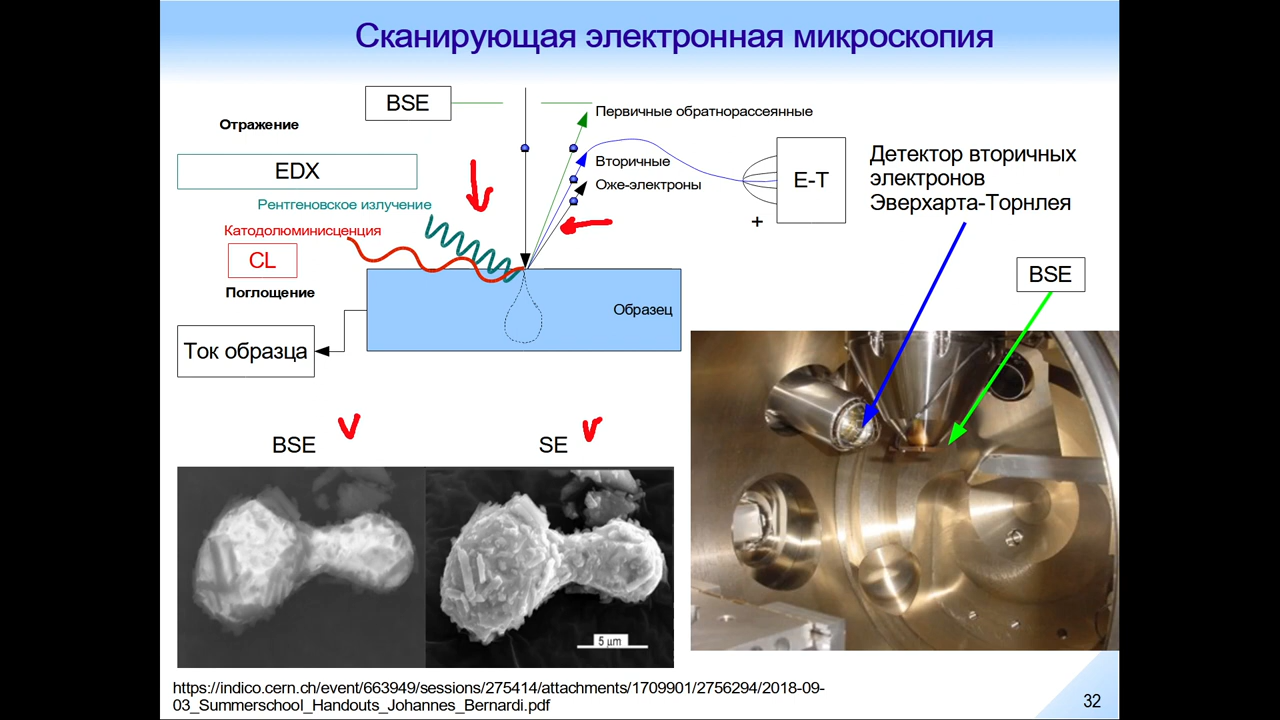 Сканирующая электронная микроскопия
BSE
Отражение
Первичные обратнорассеянные
EDX
Вторичные
Оже-электроны
E-T
+
Детектор вторичных
электронов
Эверхарта-Торнлея
Рентгеновское излучение
Катодолюминисценция
CL
Поглощение
BSE
Образец
Ток образца
BSE
SE
5 µm
https://indico.cern.ch/event/663949/sessions/275414/attachments/1709901/2756294/2018-09-
03_Summerschool_Handouts_Johannes_Bernardi.pdf
32